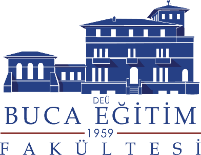 DEÜ
BUCA EĞİTİM
1959
FAKÜLTESİ